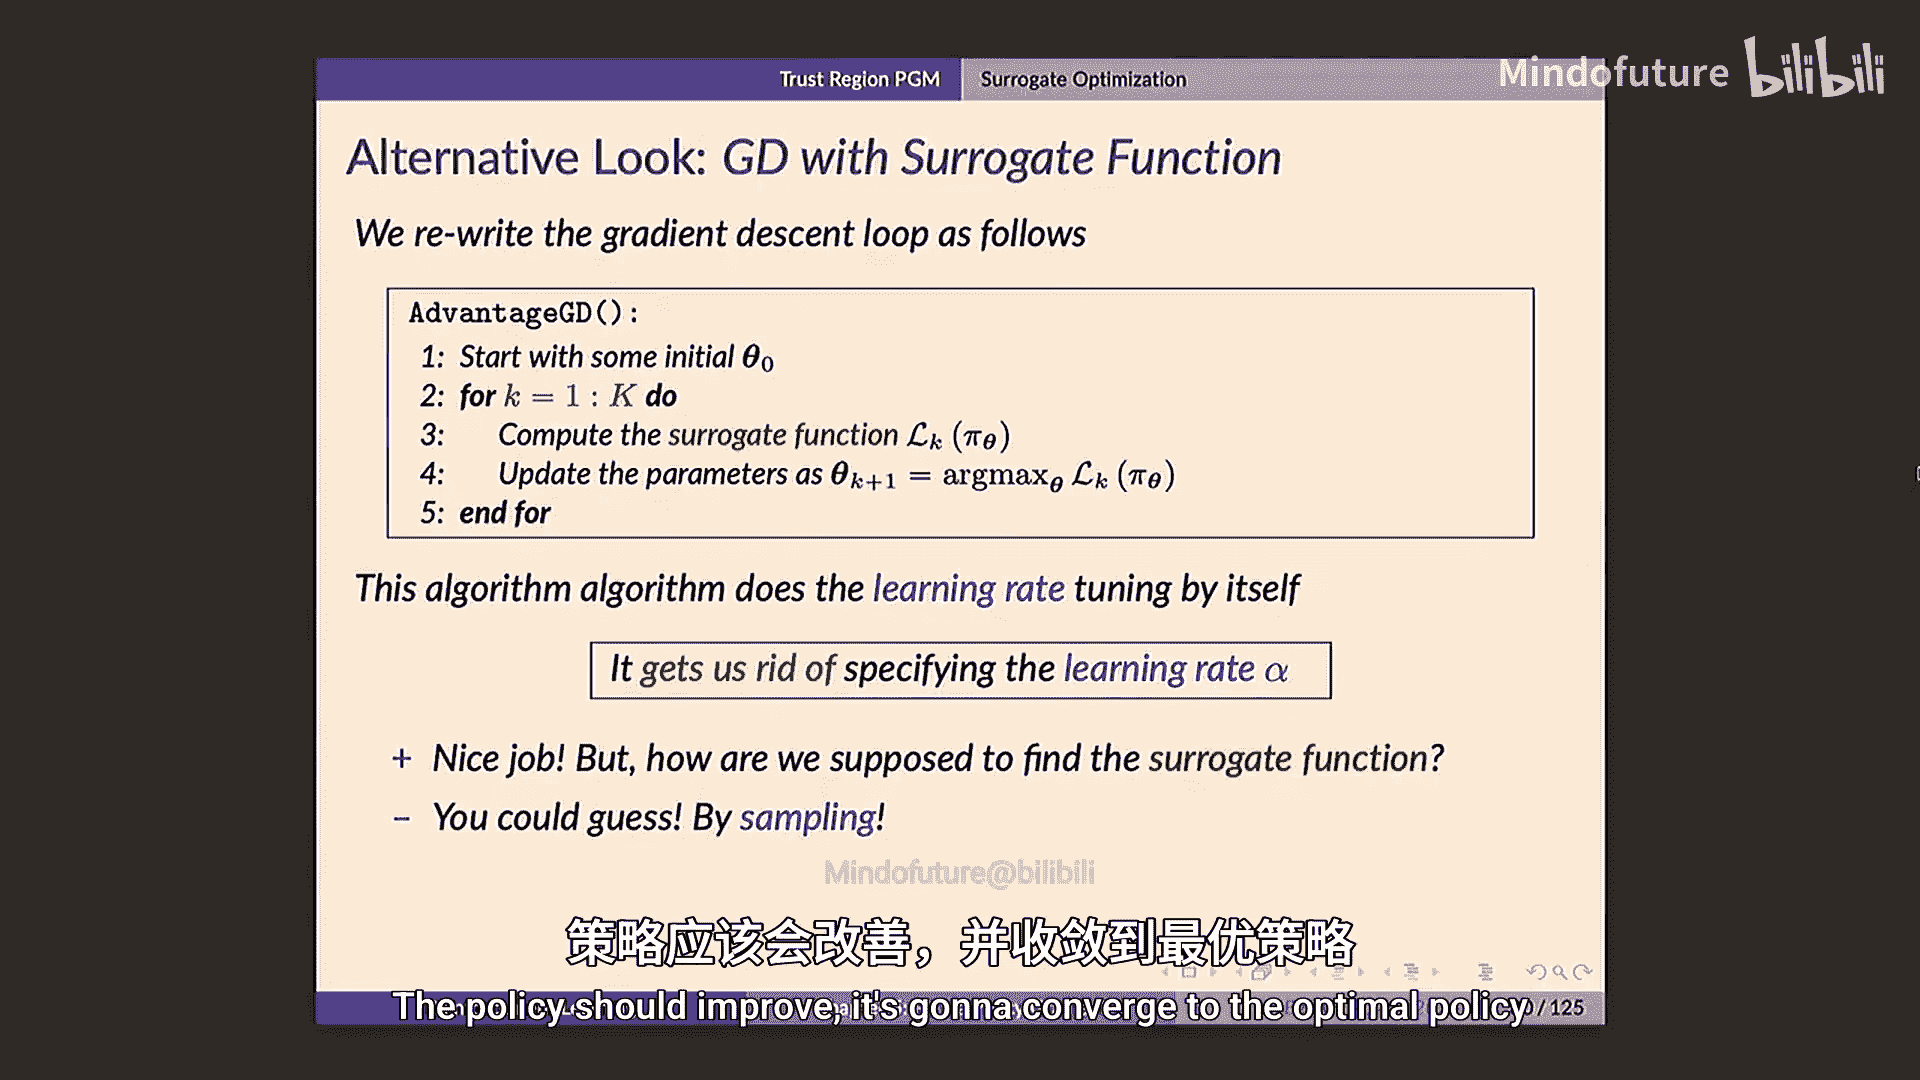 Trust Region PGM
Surrogate Optimization
Mindofuture bilibili
Alternative Look: GD with Surrogate Function
We re-write the gradient descent loop as follows
AdvantageGD():
1: Start with some initial θ₀
2: for k = 1 : K do
3: Compute the surrogate function ℒₖ (π_θ)
4: Update the parameters as θₖ₊₁ = argmax_θ ℒₖ (π_θ)
5: end for
This algorithm algorithm does the learning rate tuning by itself
It gets us rid of specifying the learning rate α
+ Nice job! But, how are we supposed to find the surrogate function?
– You could guess! By sampling!
Mindofuture@bilibili
策略应该会改善，并收敛到最优策略
The policy should improve, it's gonna converge to the optimal policy
/ 125